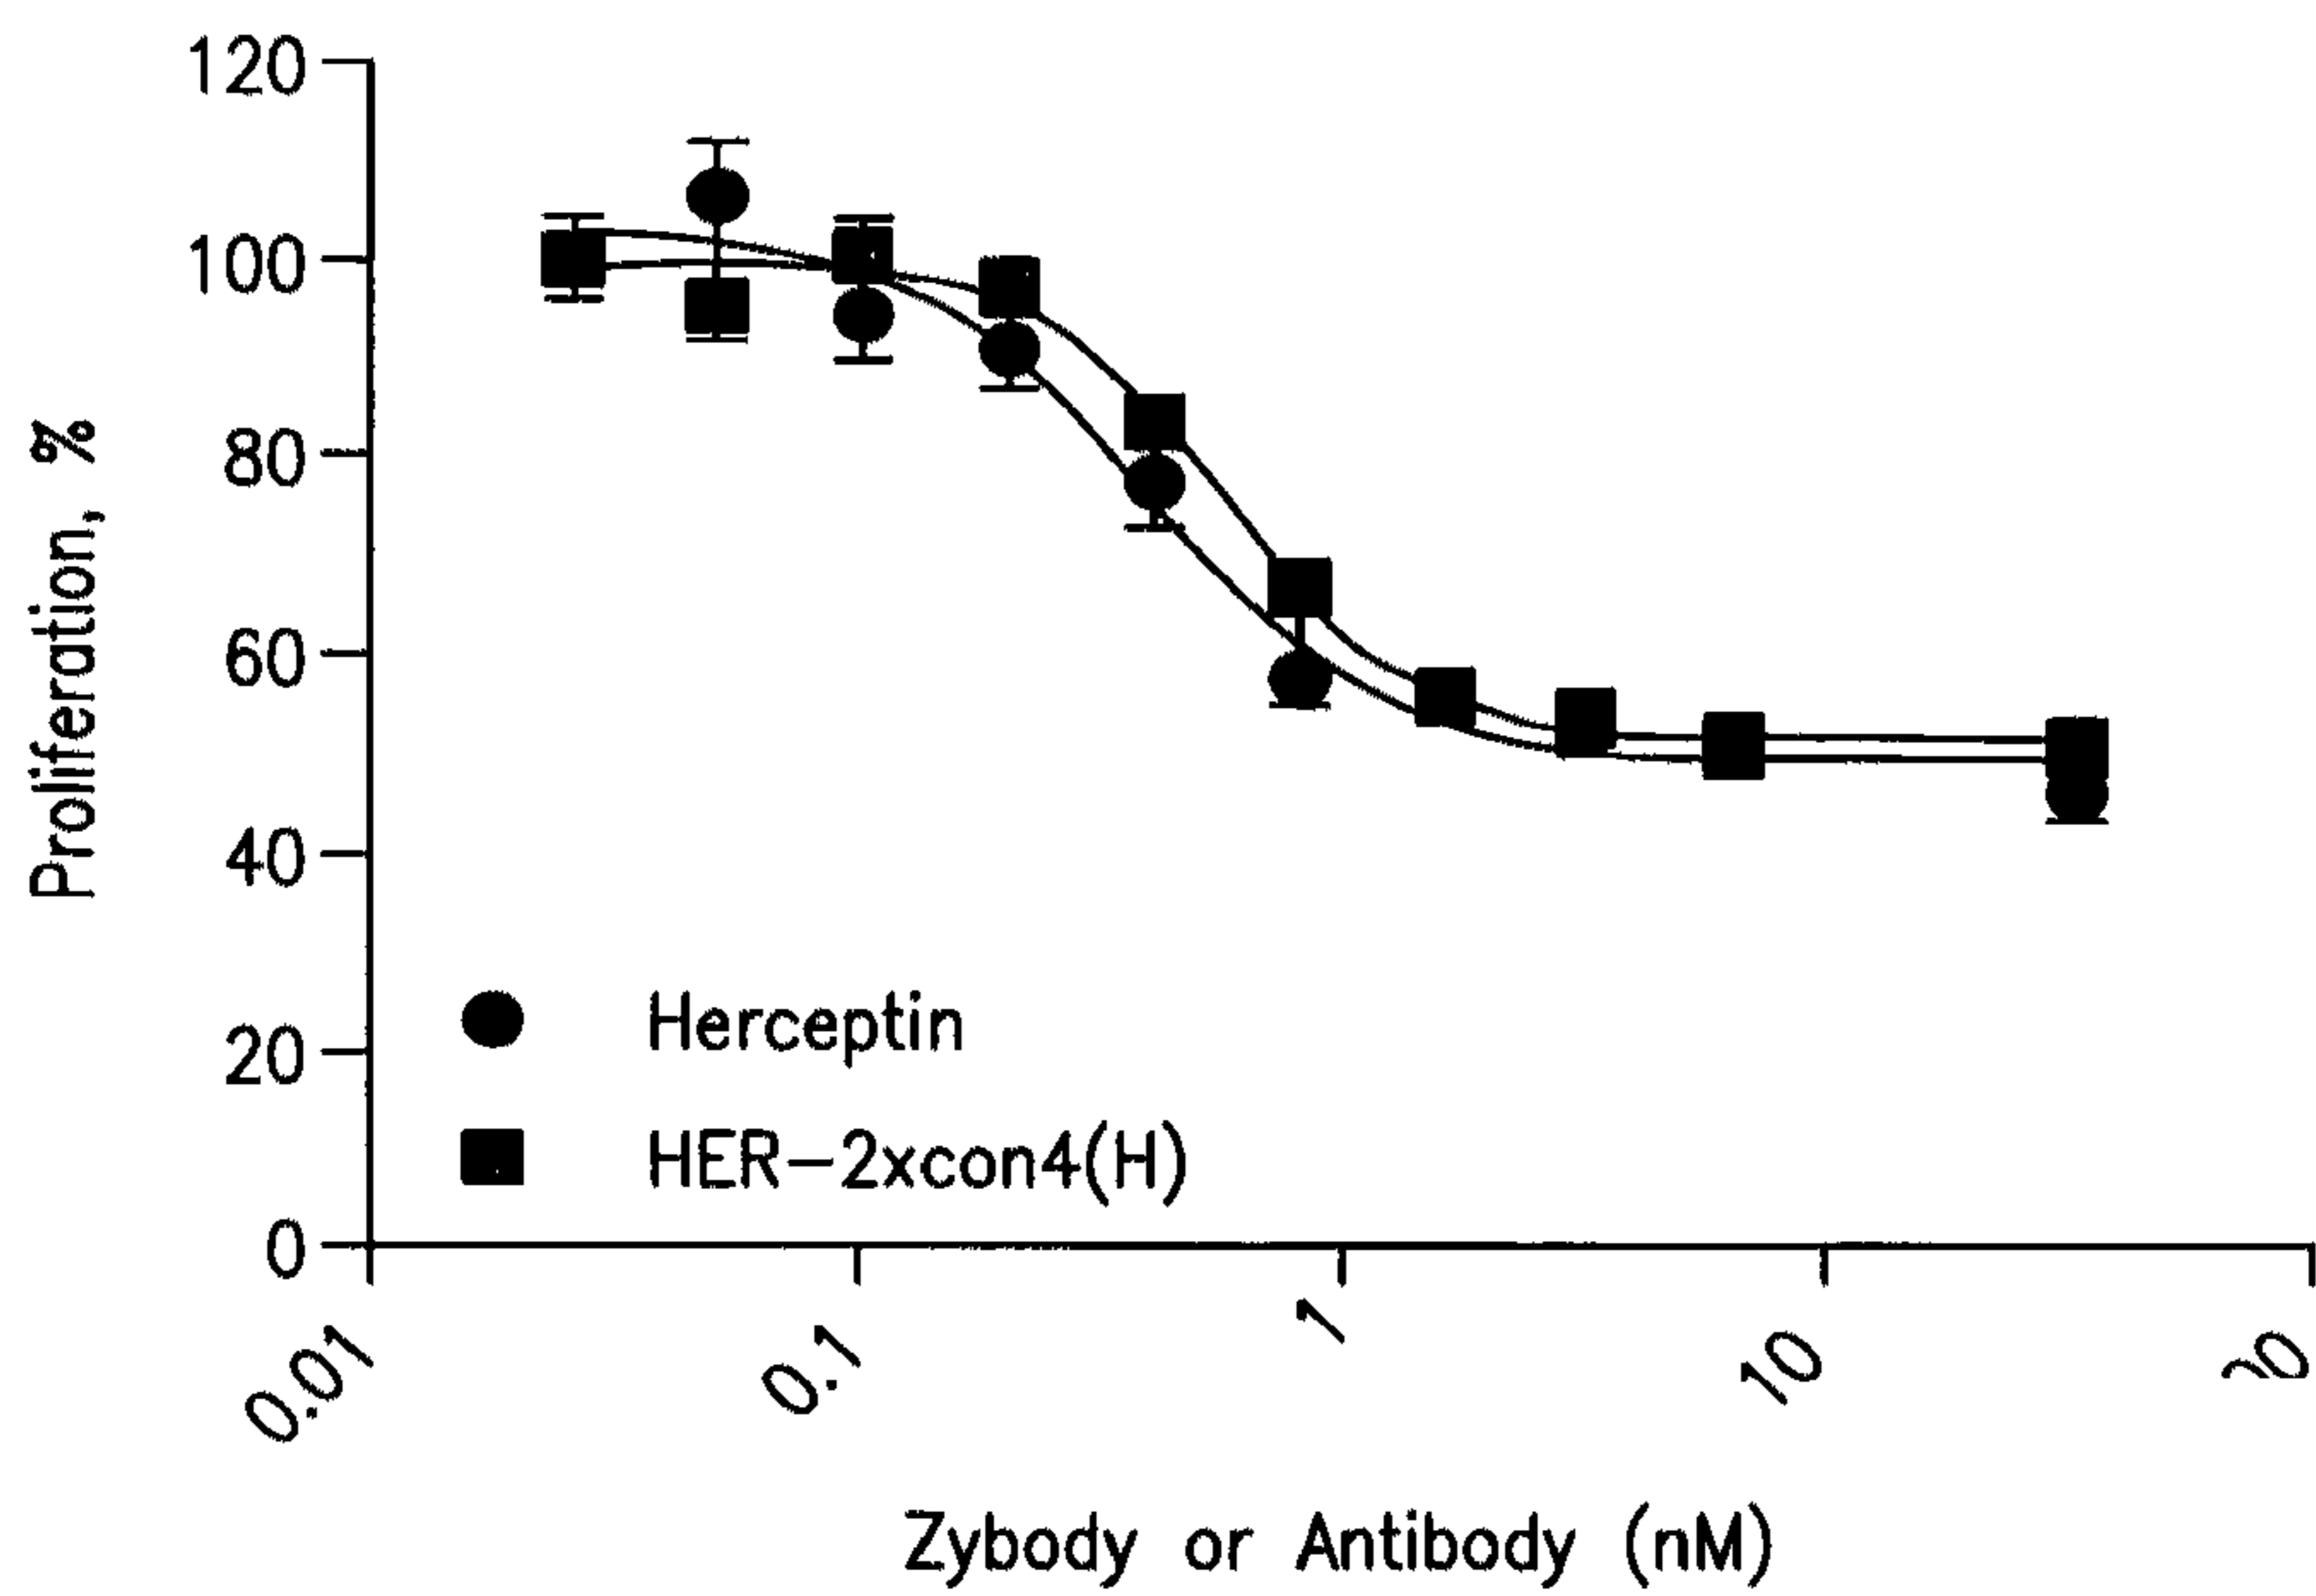 120
100
80
60
40
20
0
Proliferation, %
Herceptin
HER-2xcon4(H)
0.01
0.1
1
10
Zybody or Antibody (nM)